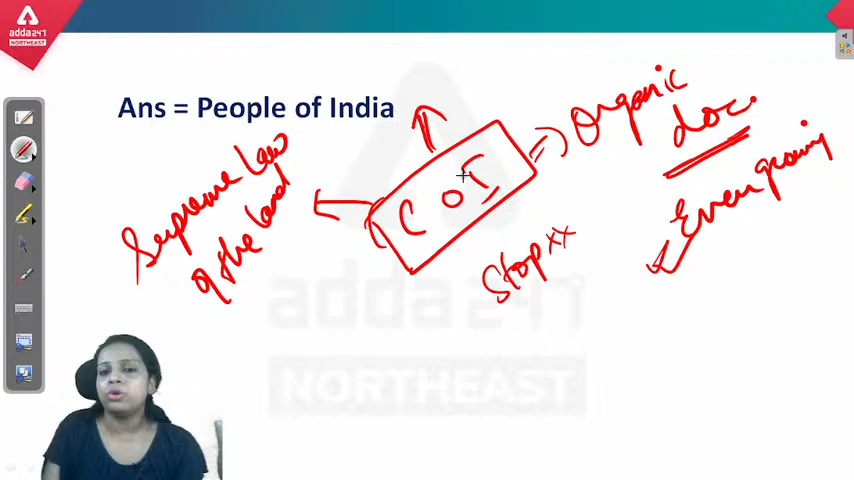 adda247
NORTHEAST
Ans = People of India
Organic
doc.
Supreme Law
of the Land
COI
Stop xx
Ever growing
adda247
NORTHEAST